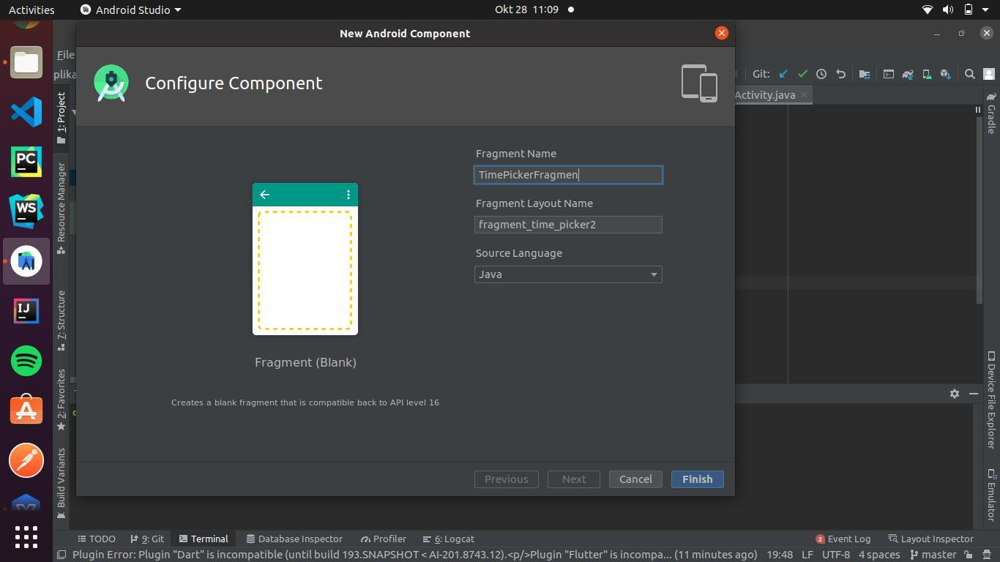 Activities Android Studio Okt 28 11:09
New Android Component
File
Configure Component
plika
Git:
Activity.java
1: Project
Resource Manager
7: Structure
2: Favorites
Build Variants
Gradle
Device File Explorer
Emulator
PC
WS
IJ
Fragment Name
TimePickerFragmen
Fragment Layout Name
fragment_time_picker2
Source Language
Java
Fragment (Blank)
Creates a blank fragment that is compatible back to API level 16
Previous Next Cancel Finish
TODO 9: Git Terminal Database Inspector Profiler 6: Logcat 2 Event Log Layout Inspector
Plugin Error: Plugin "Dart" is incompatible (until build 193.SNAPSHOT < AI-201.8743.12).<p/>Plugin "Flutter" is incompa... (11 minutes ago) 19:48 LF UTF-8 4 spaces master